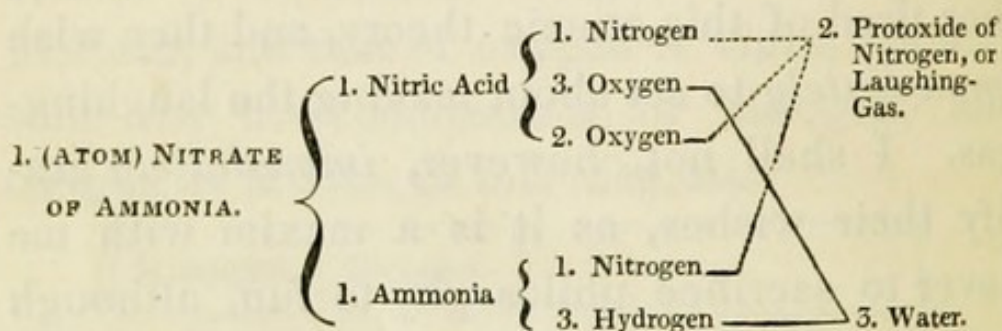 1. Nitrogen
2. Protoxide of
Nitrogen, or
Laughing-
Gas.
1. Nitric Acid
3. Oxygen
2. Oxygen
1. (ATOM) NITRATE
OF AMMONIA.
1. Nitrogen
1. Ammonia
3. Hydrogen
3. Water.